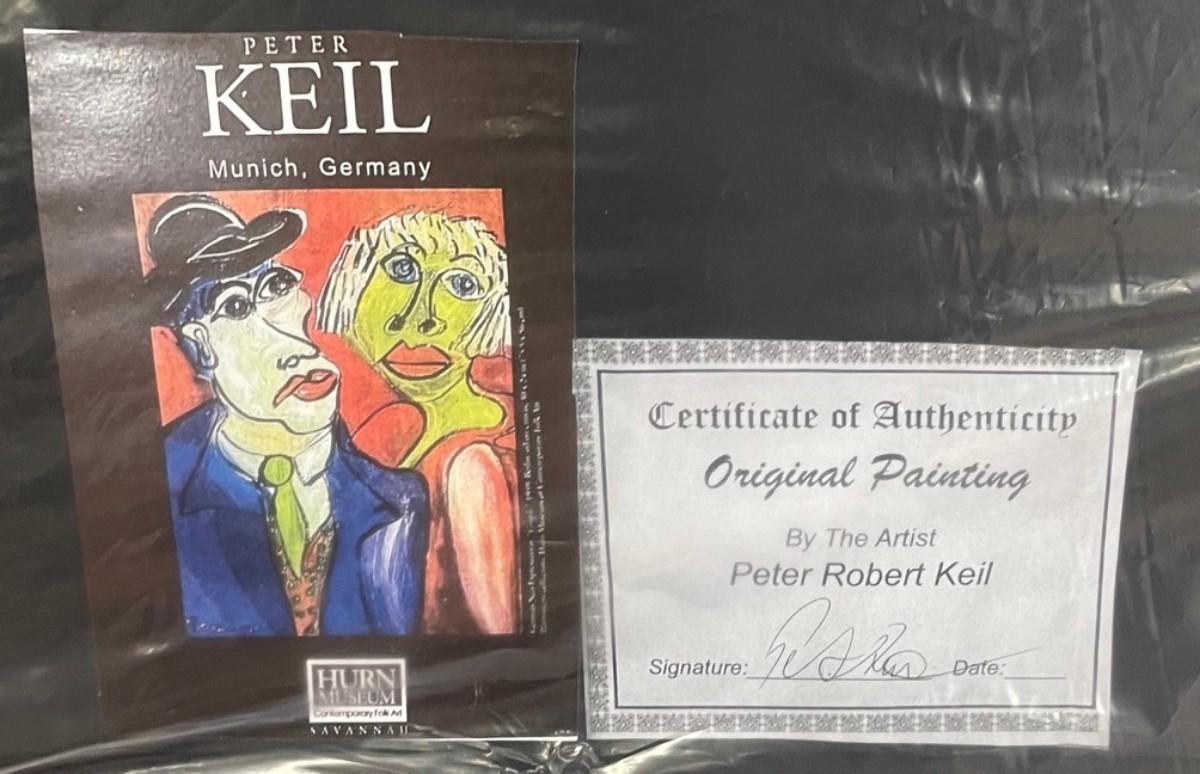 PETER
KEIL
Munich, Germany
HURN
MUSEUM
Contemporary Folk Art
SAVANNAH
Certificate of Authenticity
Original Painting
By The Artist
Peter Robert Keil
Signature: Date: